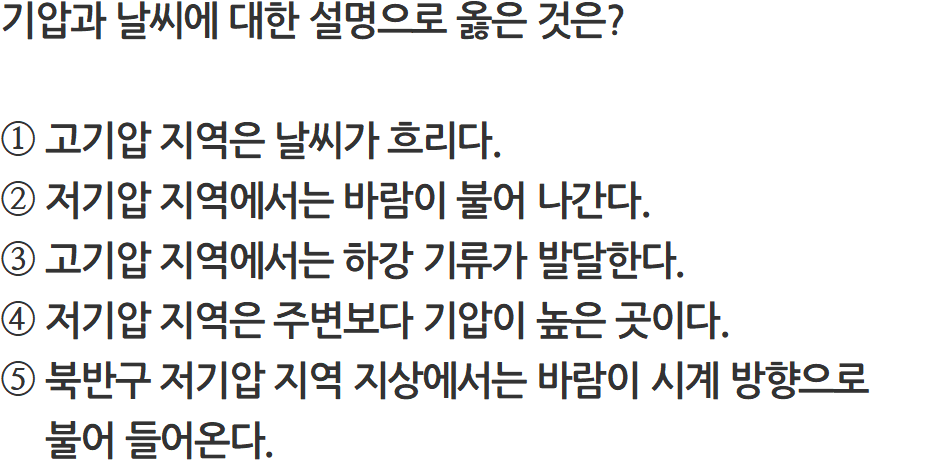 기압과 날씨에 대한 설명으로 옳은 것은?
① 고기압 지역은 날씨가 흐리다.
② 저기압 지역에서는 바람이 불어 나간다.
③ 고기압 지역에서는 하강 기류가 발달한다.
④ 저기압 지역은 주변보다 기압이 높은 곳이다.
⑤ 북반구 저기압 지역 지상에서는 바람이 시계 방향으로
불어 들어온다.